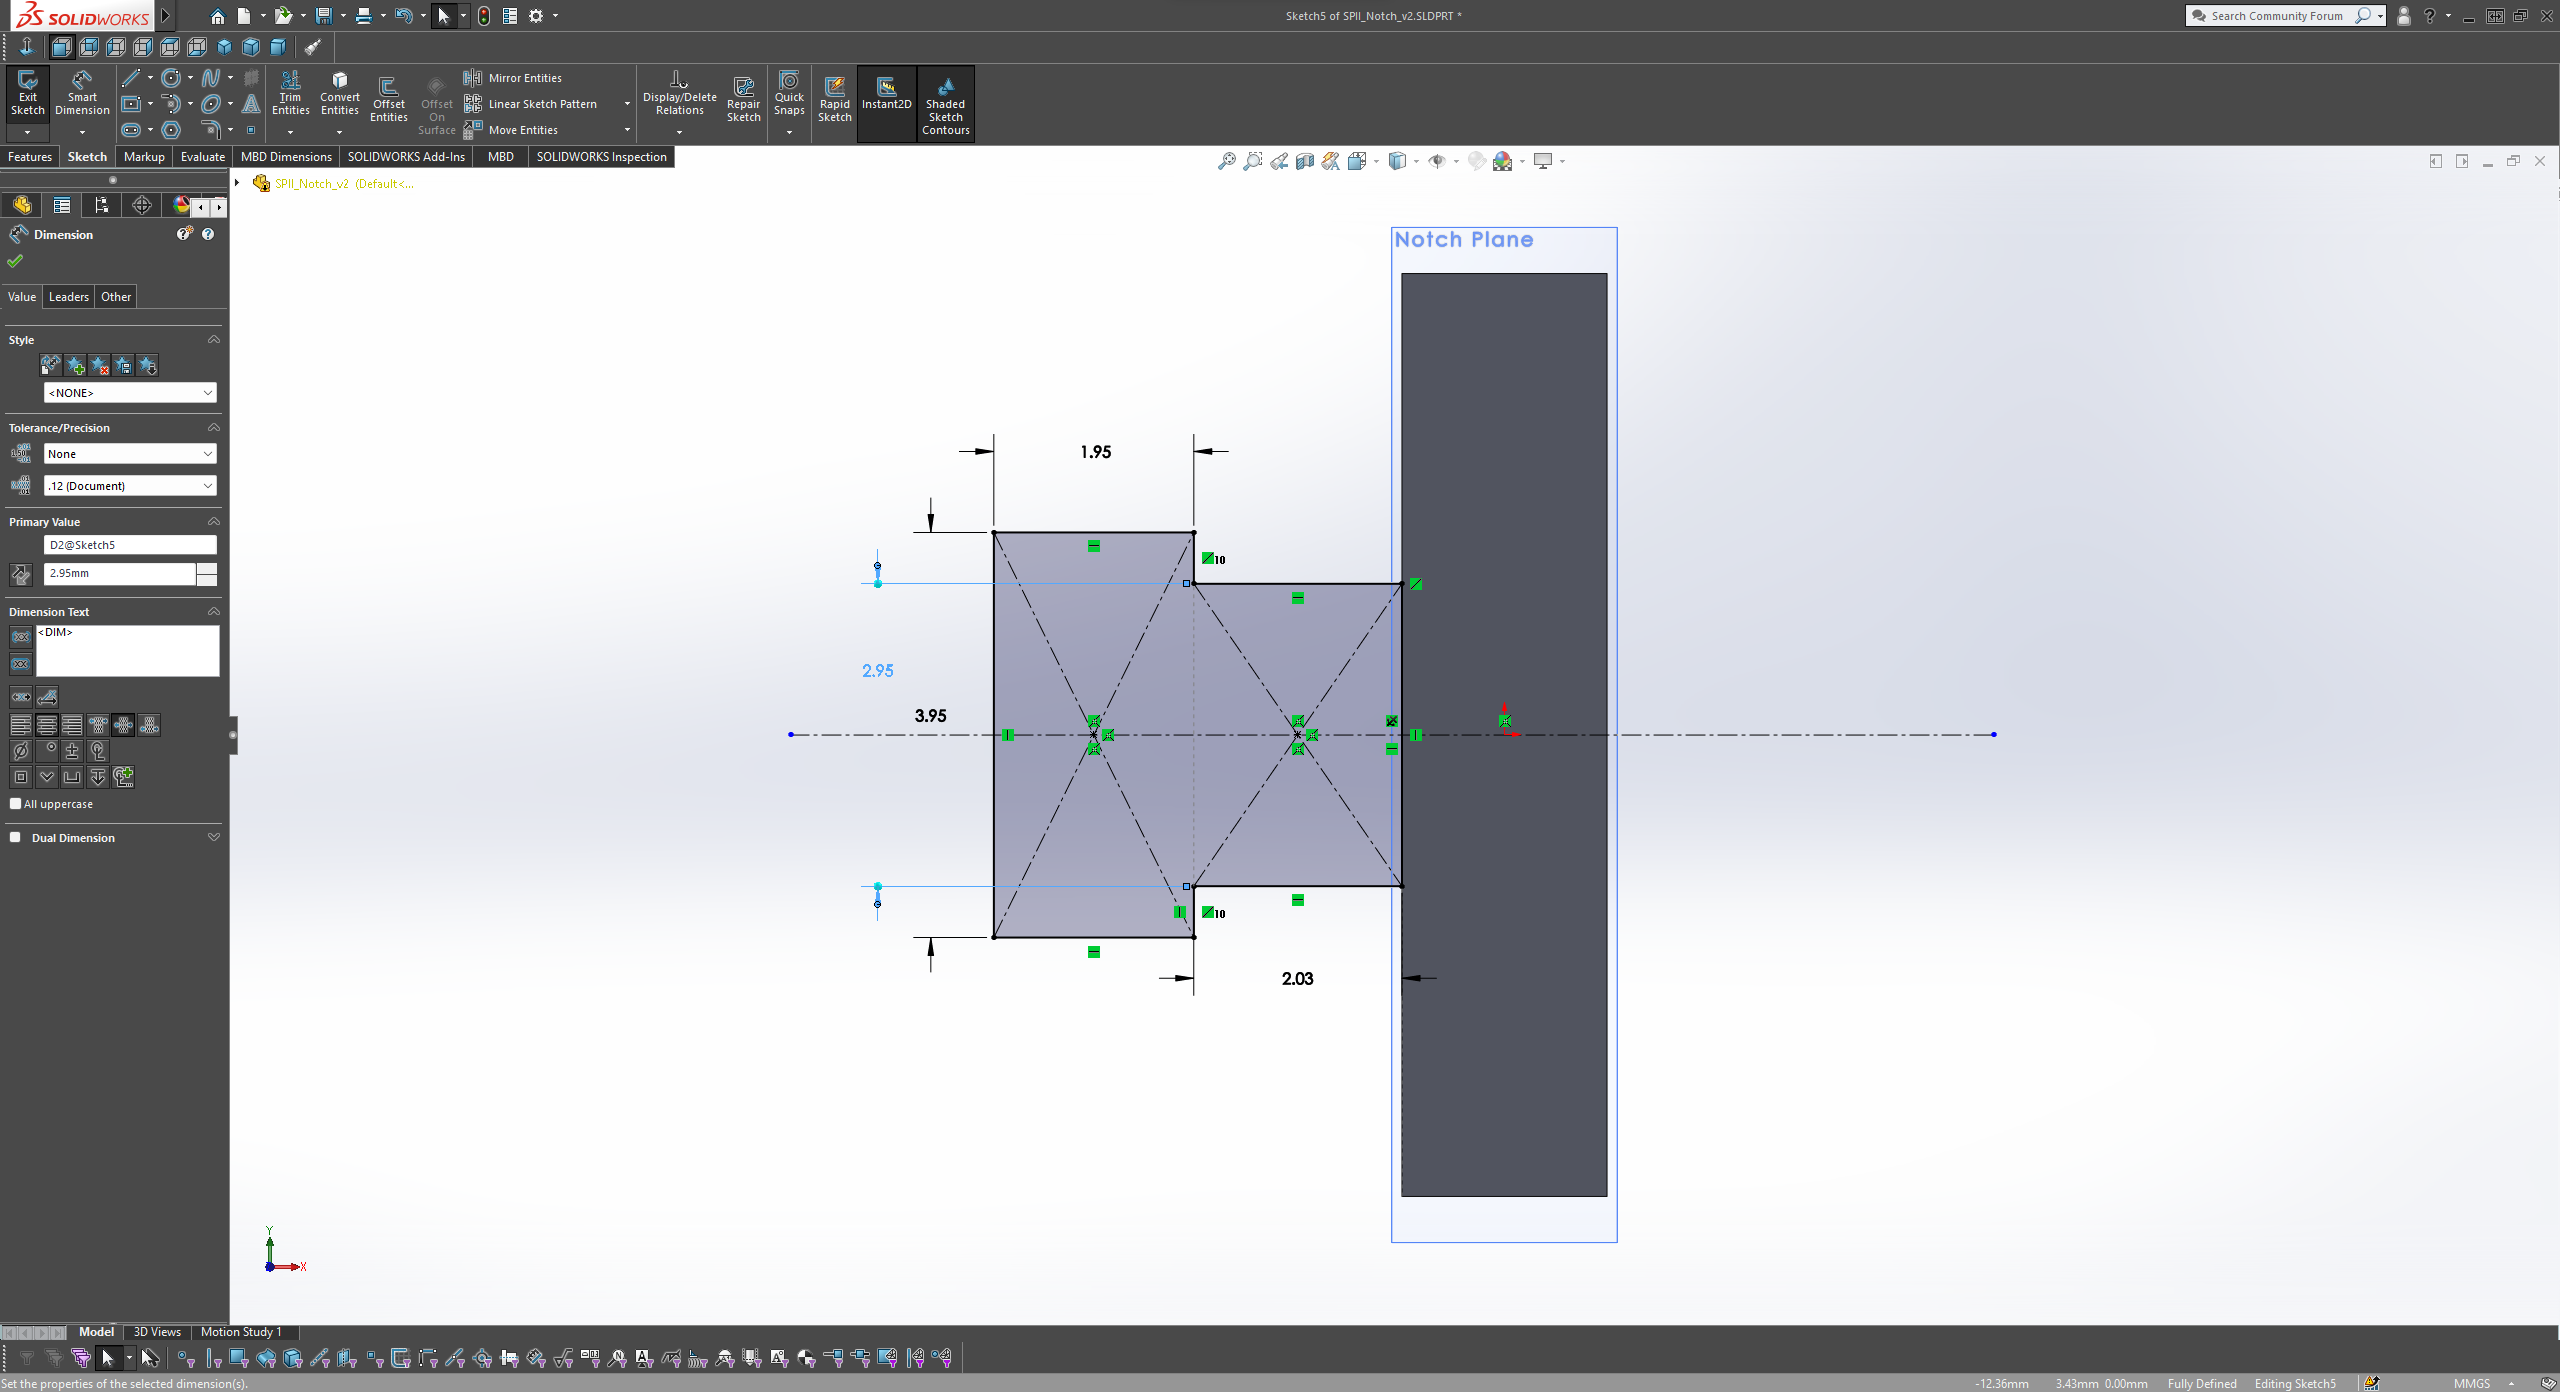 SOLIDWORKS
Sketch5 of SPII_Notch_v2.SLDPRT *
Search Community Forum
Exit Sketch
Smart Dimension
Trim Entities
Convert Entities
Offset Entities
Offset On Surface
Mirror Entities
Linear Sketch Pattern
Move Entities
Display/Delete Relations
Repair Sketch
Quick Snaps
Rapid Sketch
Instant2D
Shaded Sketch Contours
Features
Sketch
Markup
Evaluate
MBD Dimensions
SOLIDWORKS Add-Ins
MBD
SOLIDWORKS Inspection
SPII_Notch_v2 (Default<...
Dimension
Value
Leaders
Other
Style
<NONE>
Tolerance/Precision
None
.12 (Document)
Primary Value
D2@Sketch5
2.95mm
Dimension Text
<DIM>
All uppercase
Dual Dimension
Notch Plane
1.95
10
2.95
3.95
10
2.03
Y
X
Model
3D Views
Motion Study 1
Set the properties of the selected dimension(s).
-12.36mm
3.43mm
0.00mm
Fully Defined
Editing Sketch5
MMGS